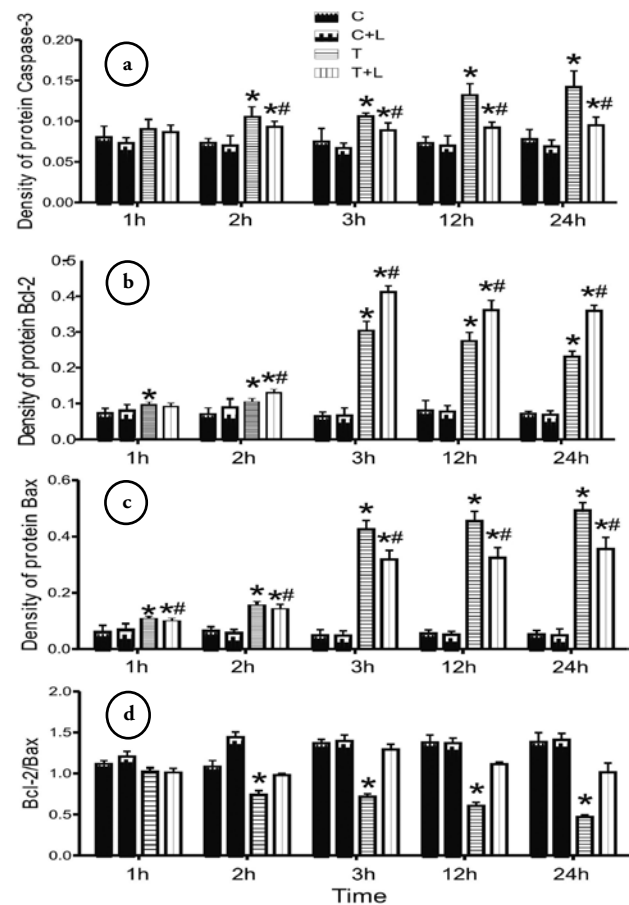 C
C+L
T
T+L
a
Density of protein Caspase-3
0.20
0.15
0.10
0.05
0.00
* *# * *# * *# * *#
1h 2h 3h 12h 24h
b
Density of protein Bcl-2
0.5
0.4
0.3
0.2
0.1
0.0
* * *# * *# * *# * *#
1h 2h 3h 12h 24h
c
Density of protein Bax
0.6
0.4
0.2
0.0
* *# * *# * *# * *# * *#
1h 2h 3h 12h 24h
d
Bcl-2/Bax
2.0
1.5
1.0
0.5
0.0
* * * *
1h 2h 3h 12h 24h
Time